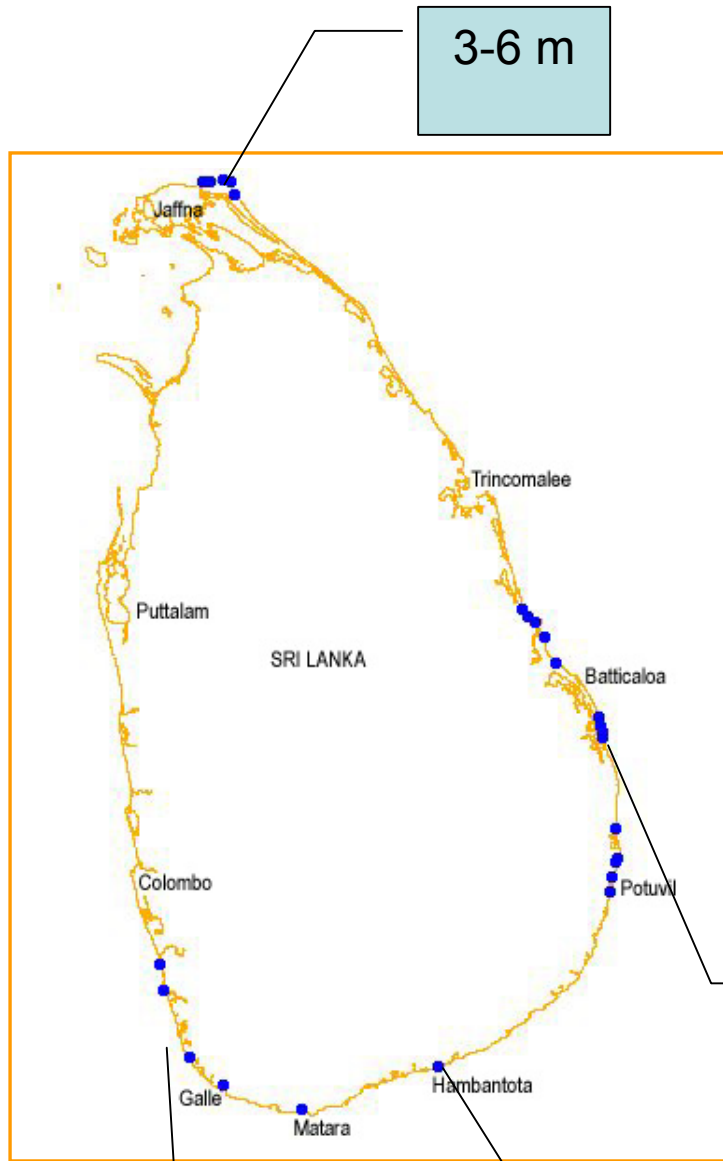 3-6 m
Jaffna
Trincomalee
Puttalam
SRI LANKA
Batticaloa
Colombo
Potuvil
Hambantota
Galle
Matara